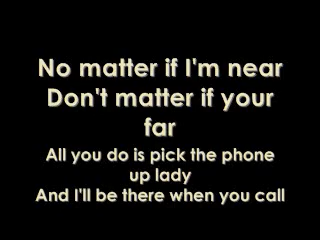 No matter if I'm near
Don't matter if your
far
All you do is pick the phone
up lady
And I'll be there when you call